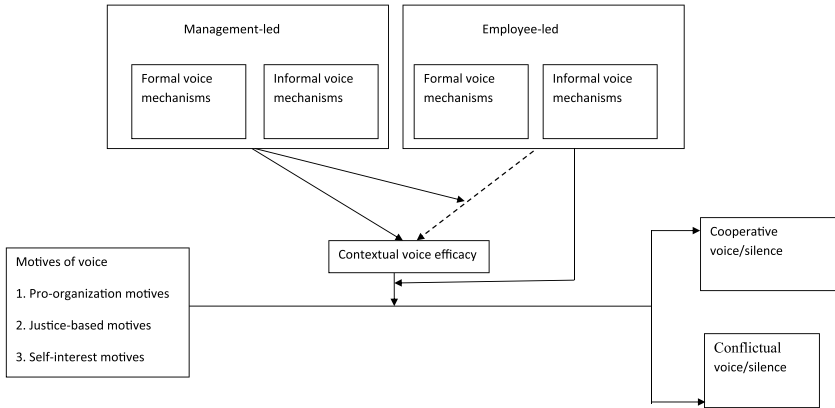 Management-led
Employee-led
Formal voice
mechanisms
Informal voice
mechanisms
Formal voice
mechanisms
Informal voice
mechanisms
Contextual voice efficacy
Motives of voice
1. Pro-organization motives
2. Justice-based motives
3. Self-interest motives
Cooperative
voice/silence
Conflictual
voice/silence